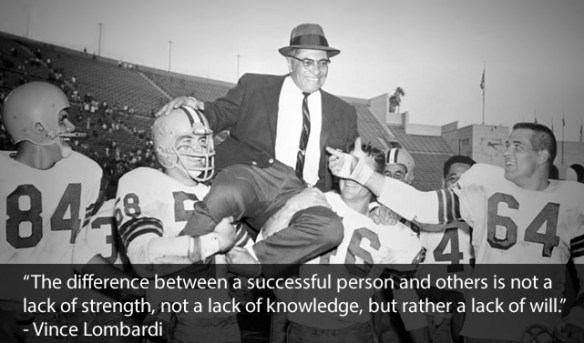 84
58
64
“The difference between a successful person and others is not a
lack of strength, not a lack of knowledge, but rather a lack of will.”
- Vince Lombardi